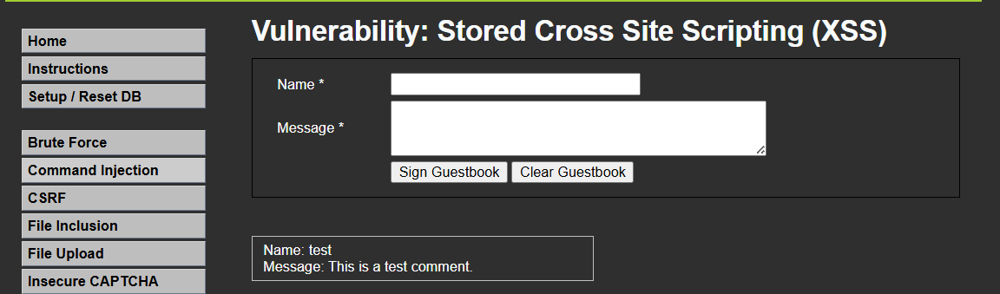 Home
Instructions
Setup / Reset DB
Brute Force
Command Injection
CSRF
File Inclusion
File Upload
Insecure CAPTCHA
Vulnerability: Stored Cross Site Scripting (XSS)
Name *
Message *
Sign Guestbook Clear Guestbook
Name: test
Message: This is a test comment.